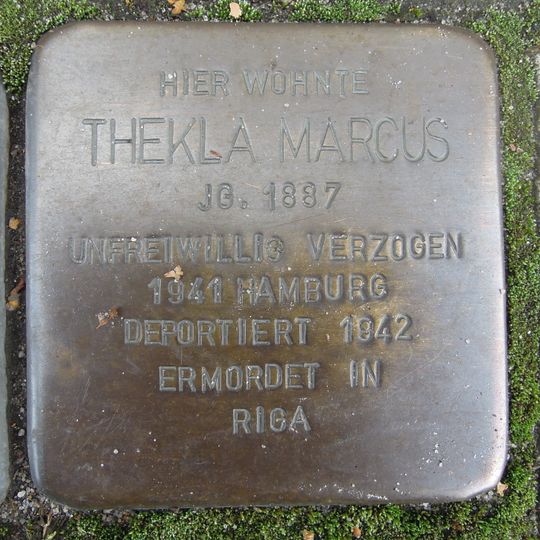 HIER WOHNTE
THEKLA MARCUS
JG. 1887
UNFREIWILLIG VERZOGEN
1941 HAMBURG
DEPORTIERT 1942
ERMORDET IN
RIGA